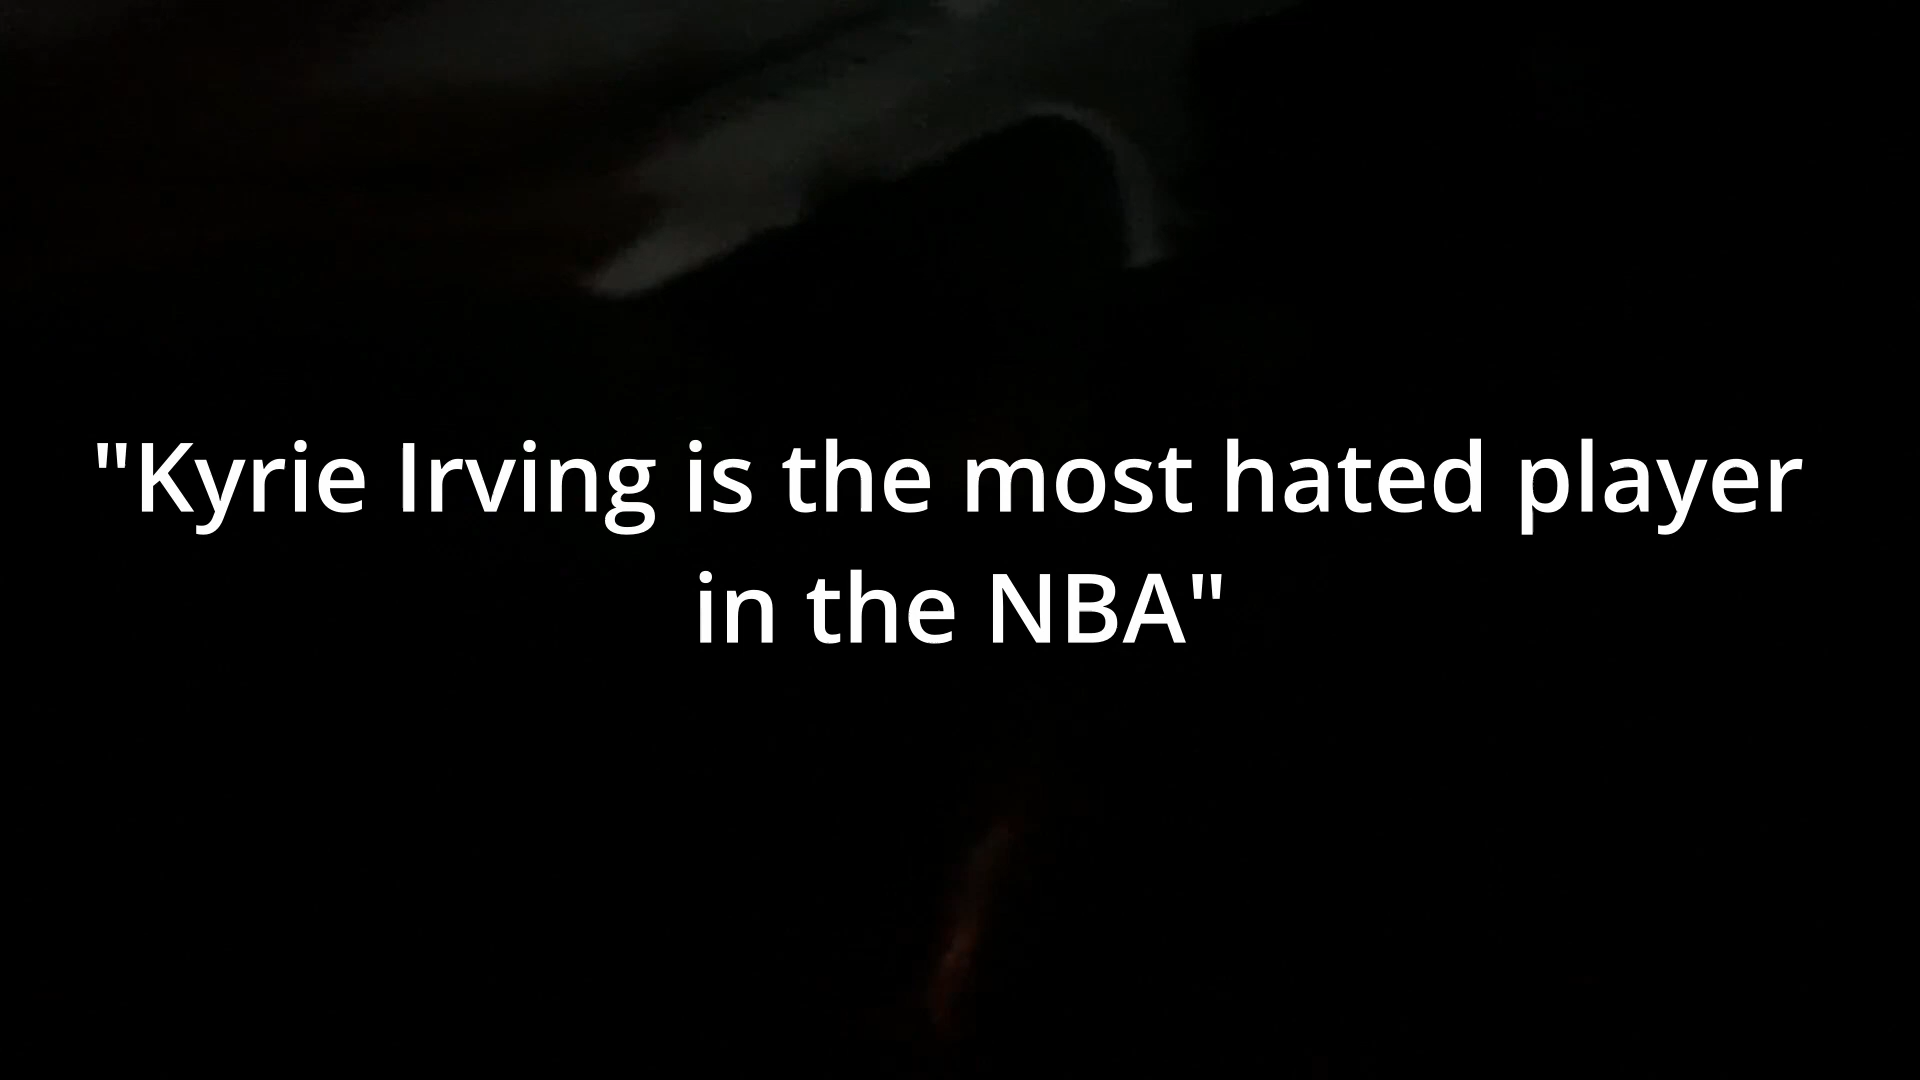 "Kyrie Irving is the most hated player
in the NBA"